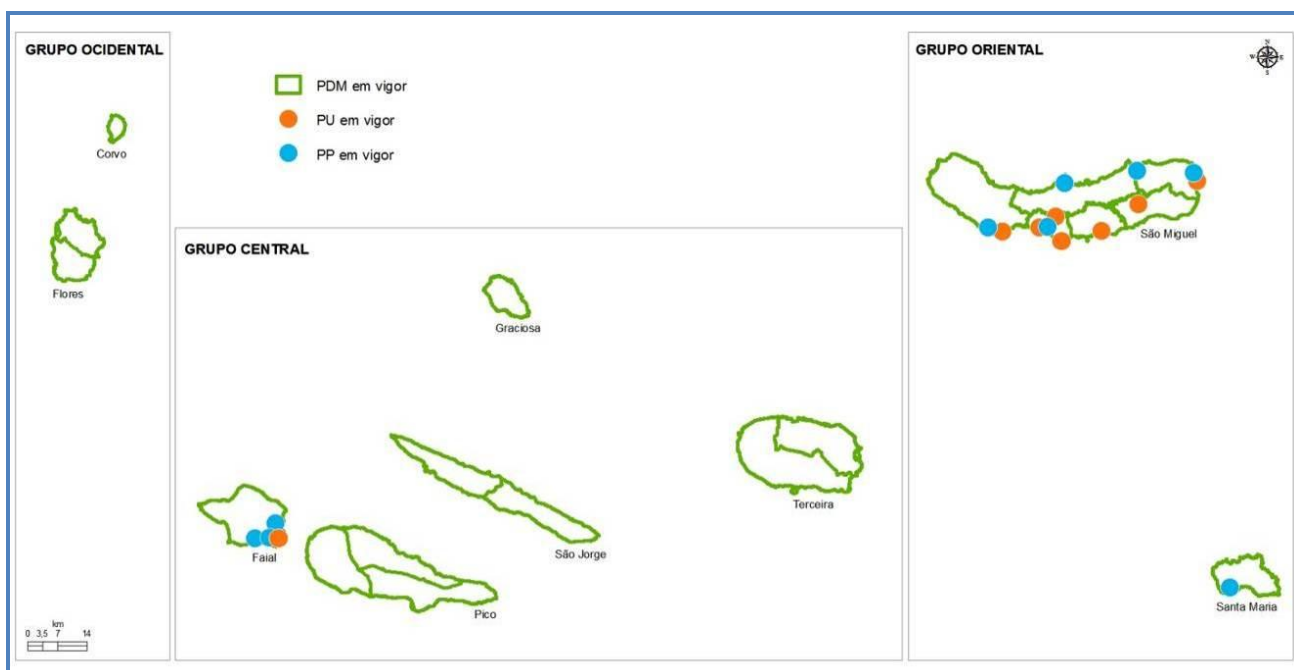 GRUPO OCIDENTAL
Corvo
Flores
km
0 3,5 7 14
PDM em vigor
PU em vigor
PP em vigor
GRUPO CENTRAL
Graciosa
Terceira
São Jorge
Faial
Pico
GRUPO ORIENTAL
N
W E
S
São Miguel
Santa Maria